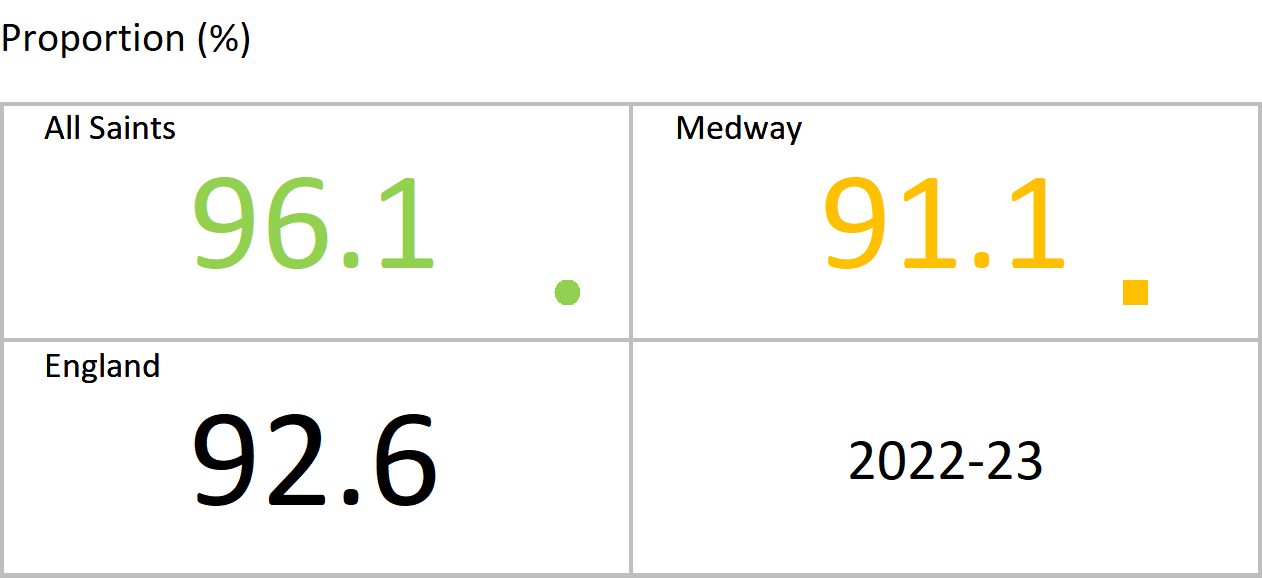 Proportion (%)
All Saints
96.1
Medway
91.1
England
92.6
2022-23